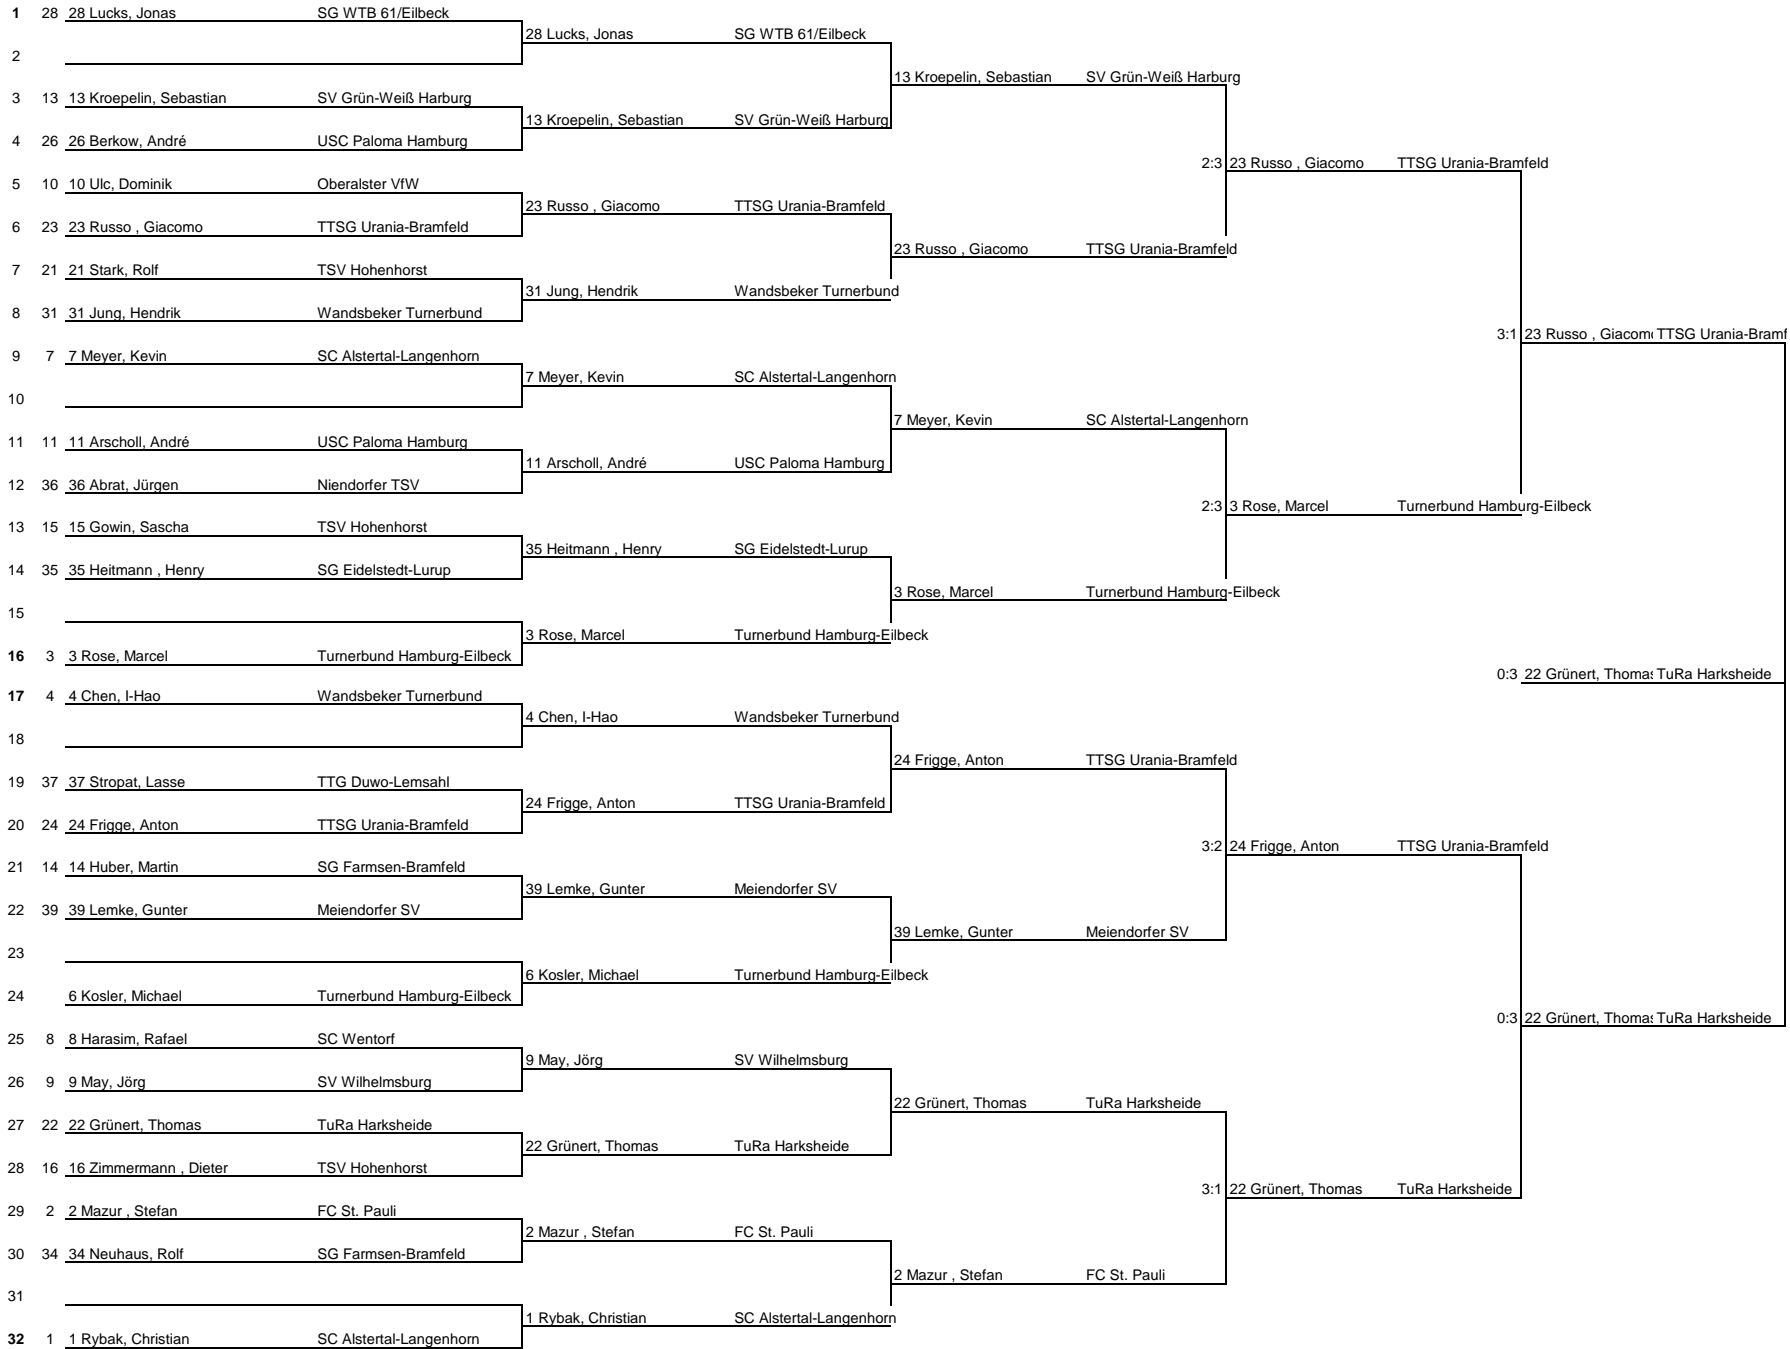 1 28 28 Lucks, Jonas SG WTB 61/Eilbeck
28 Lucks, Jonas SG WTB 61/Eilbeck
2
13 Kroepelin, Sebastian SV Grün-Weiß Harburg
3 13 13 Kroepelin, Sebastian SV Grün-Weiß Harburg
13 Kroepelin, Sebastian SV Grün-Weiß Harburg
4 26 26 Berkow, André USC Paloma Hamburg
2:3 23 Russo , Giacomo TTSG Urania-Bramfeld
5 10 10 Ulc, Dominik Oberalster VfW
23 Russo , Giacomo TTSG Urania-Bramfeld
6 23 23 Russo , Giacomo TTSG Urania-Bramfeld
23 Russo , Giacomo TTSG Urania-Bramfeld
7 21 21 Stark, Rolf TSV Hohenhorst
31 Jung, Hendrik Wandsbeker Turnerbund
8 31 31 Jung, Hendrik Wandsbeker Turnerbund
3:1 23 Russo , Giacom TTSG Urania-Bramf
9 7 7 Meyer, Kevin SC Alstertal-Langenhorn
7 Meyer, Kevin SC Alstertal-Langenhorn
10
7 Meyer, Kevin SC Alstertal-Langenhorn
11 11 11 Arscholl, André USC Paloma Hamburg
11 Arscholl, André USC Paloma Hamburg
12 36 36 Abrat, Jürgen Niendorfer TSV
2:3 3 Rose, Marcel Turnerbund Hamburg-Eilbeck
13 15 15 Gowin, Sascha TSV Hohenhorst
35 Heitmann , Henry SG Eidelstedt-Lurup
14 35 35 Heitmann , Henry SG Eidelstedt-Lurup
3 Rose, Marcel Turnerbund Hamburg-Eilbeck
15
3 Rose, Marcel Turnerbund Hamburg-Eilbeck
16 3 3 Rose, Marcel Turnerbund Hamburg-Eilbeck
0:3 22 Grünert, Thomas TuRa Harksheide
17 4 4 Chen, I-Hao Wandsbeker Turnerbund
4 Chen, I-Hao Wandsbeker Turnerbund
18
24 Frigge, Anton TTSG Urania-Bramfeld
19 37 37 Stropat, Lasse TTG Duwo-Lemsahl
24 Frigge, Anton TTSG Urania-Bramfeld
20 24 24 Frigge, Anton TTSG Urania-Bramfeld
3:2 24 Frigge, Anton TTSG Urania-Bramfeld
21 14 14 Huber, Martin SG Farmsen-Bramfeld
39 Lemke, Gunter Meiendorfer SV
22 39 39 Lemke, Gunter Meiendorfer SV
39 Lemke, Gunter Meiendorfer SV
23
6 Kosler, Michael Turnerbund Hamburg-Eilbeck
24 6 Kosler, Michael Turnerbund Hamburg-Eilbeck
0:3 22 Grünert, Thomas TuRa Harksheide
25 8 8 Harasim, Rafael SC Wentorf
9 May, Jörg SV Wilhelmsburg
26 9 9 May, Jörg SV Wilhelmsburg
22 Grünert, Thomas TuRa Harksheide
27 22 22 Grünert, Thomas TuRa Harksheide
22 Grünert, Thomas TuRa Harksheide
28 16 16 Zimmermann , Dieter TSV Hohenhorst
3:1 22 Grünert, Thomas TuRa Harksheide
29 2 2 Mazur , Stefan FC St. Pauli
2 Mazur , Stefan FC St. Pauli
30 34 34 Neuhaus, Rolf SG Farmsen-Bramfeld
2 Mazur , Stefan FC St. Pauli
31
1 Rybak, Christian SC Alstertal-Langenhorn
32 1 1 Rybak, Christian SC Alstertal-Langenhorn